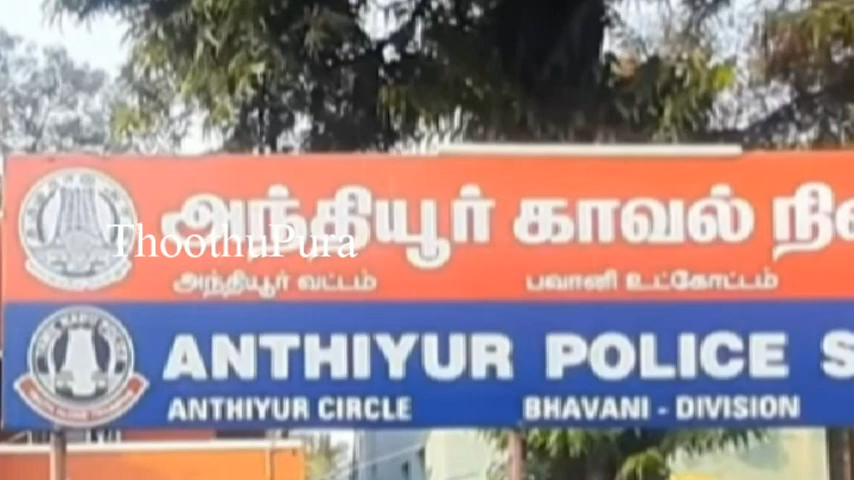 அந்தியூர் காவல் நி
ThoothuPura
அந்தியூர் வட்டம் பவானி உட்கோட்டம்
ANTHIYUR POLICE S
ANTHIYUR CIRCLE BHAVANI - DIVISION